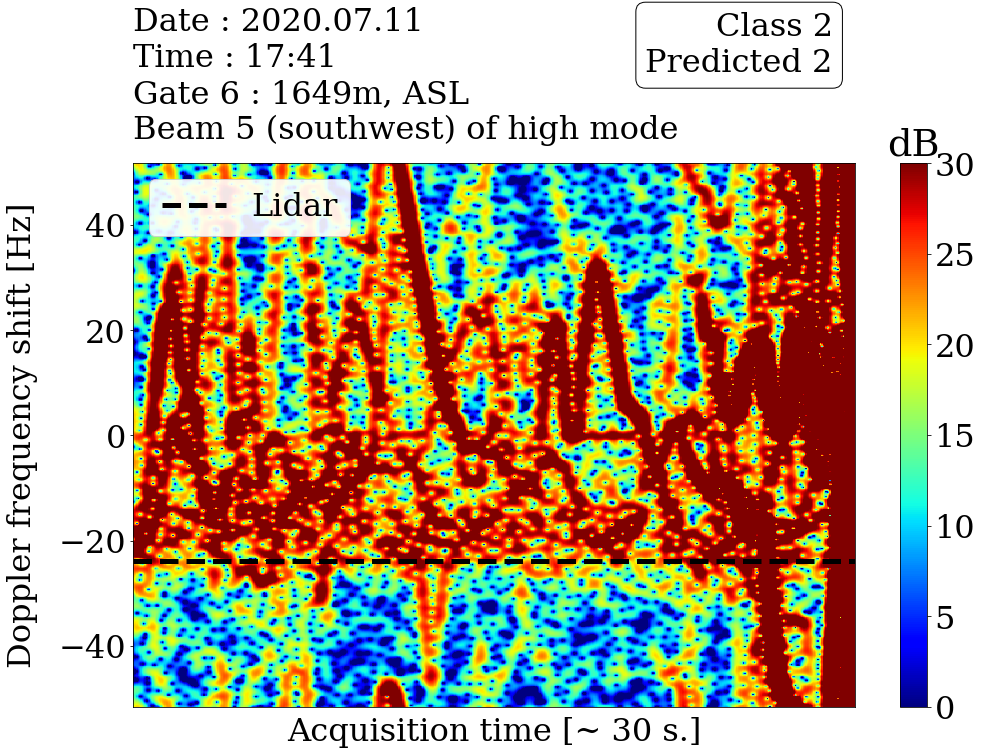 Date : 2020.07.11
Time : 17:41
Gate 6 : 1649m, ASL
Beam 5 (southwest) of high mode
Class 2
Predicted 2
dB
Lidar
Doppler frequency shift [Hz]
40
20
0
−20
−40
30
25
20
15
10
5
0
Acquisition time [~ 30 s.]